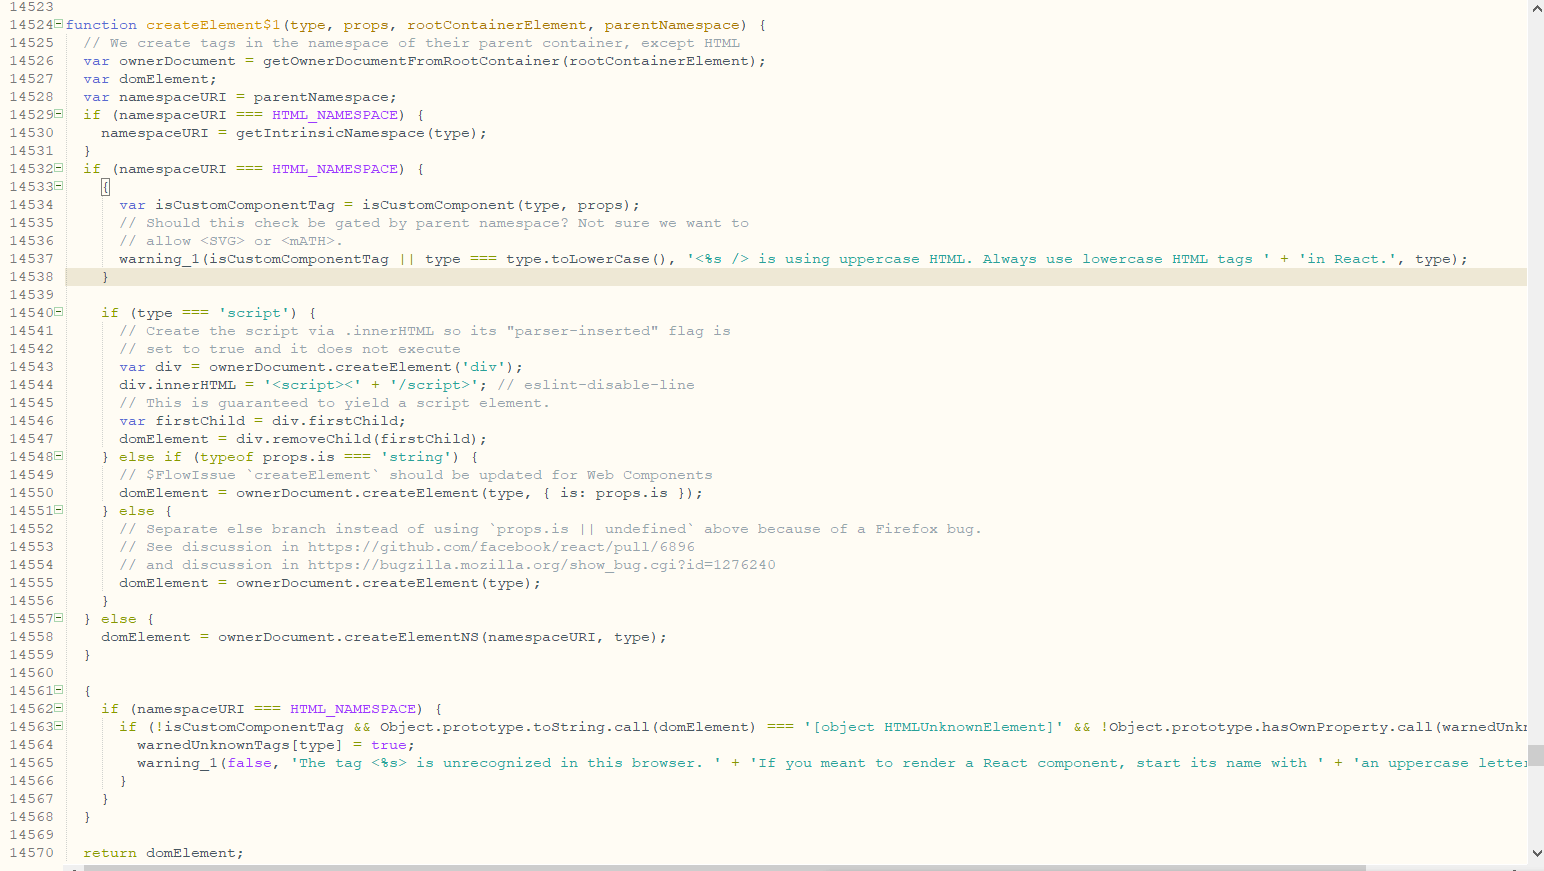 14523
14524 function createElement$1(type, props, rootContainerElement, parentNamespace) {
14525   // We create tags in the namespace of their parent container, except HTML
14526   var ownerDocument = getOwnerDocumentFromRootContainer(rootContainerElement);
14527   var domElement;
14528   var namespaceURI = parentNamespace;
14529   if (namespaceURI === HTML_NAMESPACE) {
14530     namespaceURI = getIntrinsicNamespace(type);
14531   }
14532   if (namespaceURI === HTML_NAMESPACE) {
14533     {
14534       var isCustomComponentTag = isCustomComponent(type, props);
14535       // Should this check be gated by parent namespace? Not sure we want to
14536       // allow <SVG> or <mATH>.
14537       warning_1(isCustomComponentTag || type === type.toLowerCase(), '<%s /> is using uppercase HTML. Always use lowercase HTML tags ' + 'in React.', type);
14538     }
14539
14540     if (type === 'script') {
14541       // Create the script via .innerHTML so its "parser-inserted" flag is
14542       // set to true and it does not execute
14543       var div = ownerDocument.createElement('div');
14544       div.innerHTML = '<script><' + '/script>'; // eslint-disable-line
14545       // This is guaranteed to yield a script element.
14546       var firstChild = div.firstChild;
14547       domElement = div.removeChild(firstChild);
14548     } else if (typeof props.is === 'string') {
14549       // $FlowIssue `createElement` should be updated for Web Components
14550       domElement = ownerDocument.createElement(type, { is: props.is });
14551     } else {
14552       // Separate else branch instead of using `props.is || undefined` above because of a Firefox bug.
14553       // See discussion in https://github.com/facebook/react/pull/6896
14554       // and discussion in https://bugzilla.mozilla.org/show_bug.cgi?id=1276240
14555       domElement = ownerDocument.createElement(type);
14556     }
14557   } else {
14558     domElement = ownerDocument.createElementNS(namespaceURI, type);
14559   }
14560
14561   {
14562     if (namespaceURI === HTML_NAMESPACE) {
14563       if (!isCustomComponentTag && Object.prototype.toString.call(domElement) === '[object HTMLUnknownElement]' && !Object.prototype.hasOwnProperty.call(warnedUnkn
14564         warnedUnknownTags[type] = true;
14565         warning_1(false, 'The tag <%s> is unrecognized in this browser. ' + 'If you meant to render a React component, start its name with ' + 'an uppercase letter
14566       }
14567     }
14568   }
14569
14570   return domElement;